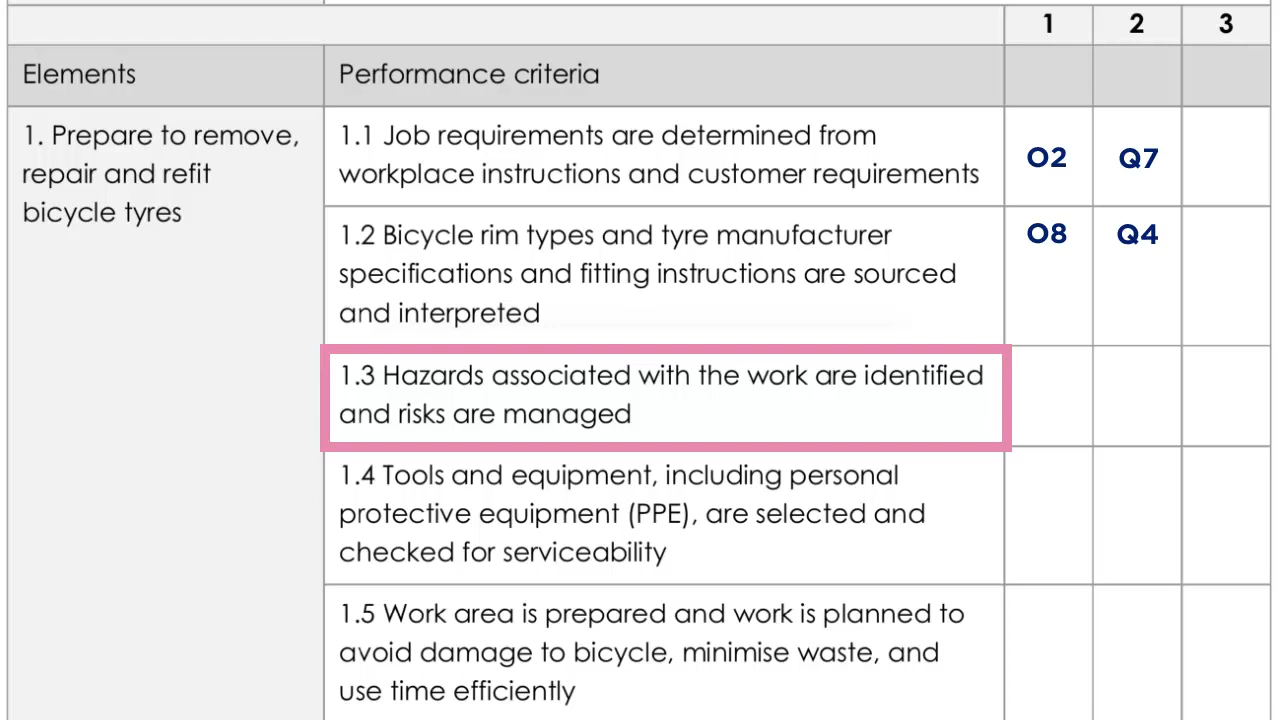 1 2 3
Elements Performance criteria
1. Prepare to remove,
repair and refit
bicycle tyres
1.1 Job requirements are determined from
workplace instructions and customer requirements
O2 Q7
1.2 Bicycle rim types and tyre manufacturer
specifications and fitting instructions are sourced
and interpreted
O8 Q4
1.3 Hazards associated with the work are identified
and risks are managed
1.4 Tools and equipment, including personal
protective equipment (PPE), are selected and
checked for serviceability
1.5 Work area is prepared and work is planned to
avoid damage to bicycle, minimise waste, and
use time efficiently